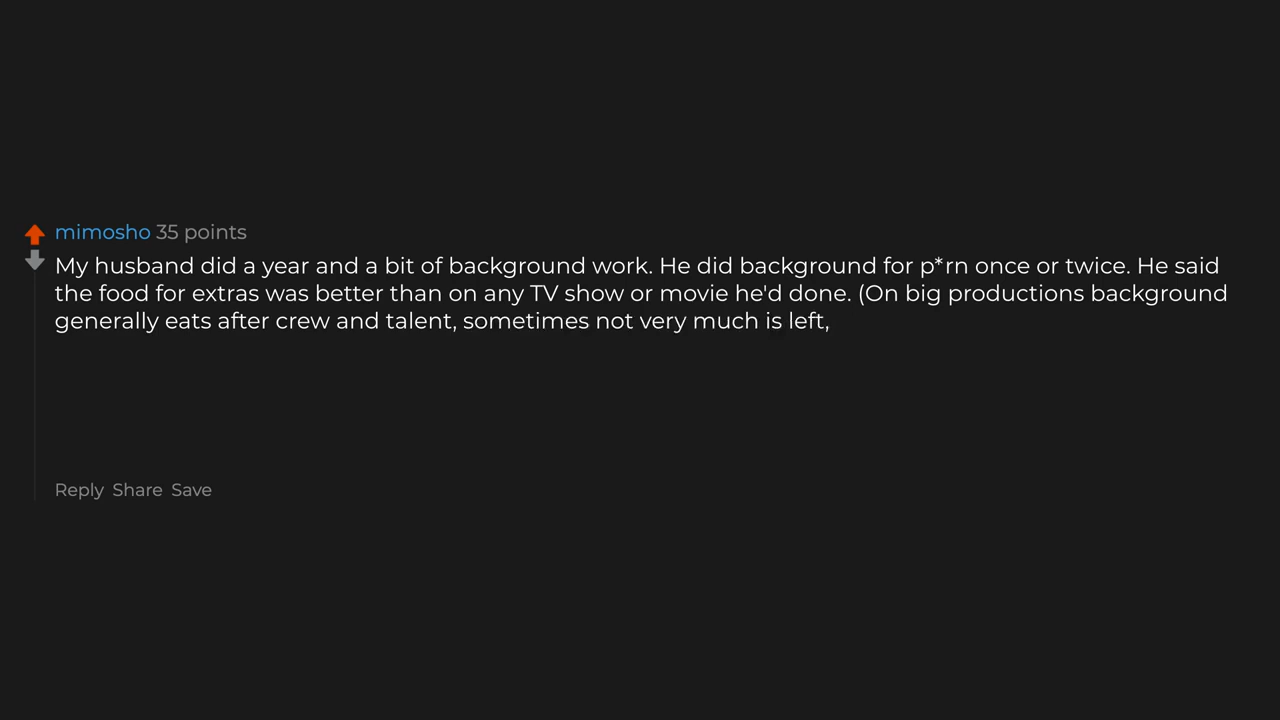 mimosho 35 points
My husband did a year and a bit of background work. He did background for p*rn once or twice. He said
the food for extras was better than on any TV show or movie he'd done. (On big productions background
generally eats after crew and talent, sometimes not very much is left,
Reply Share Save